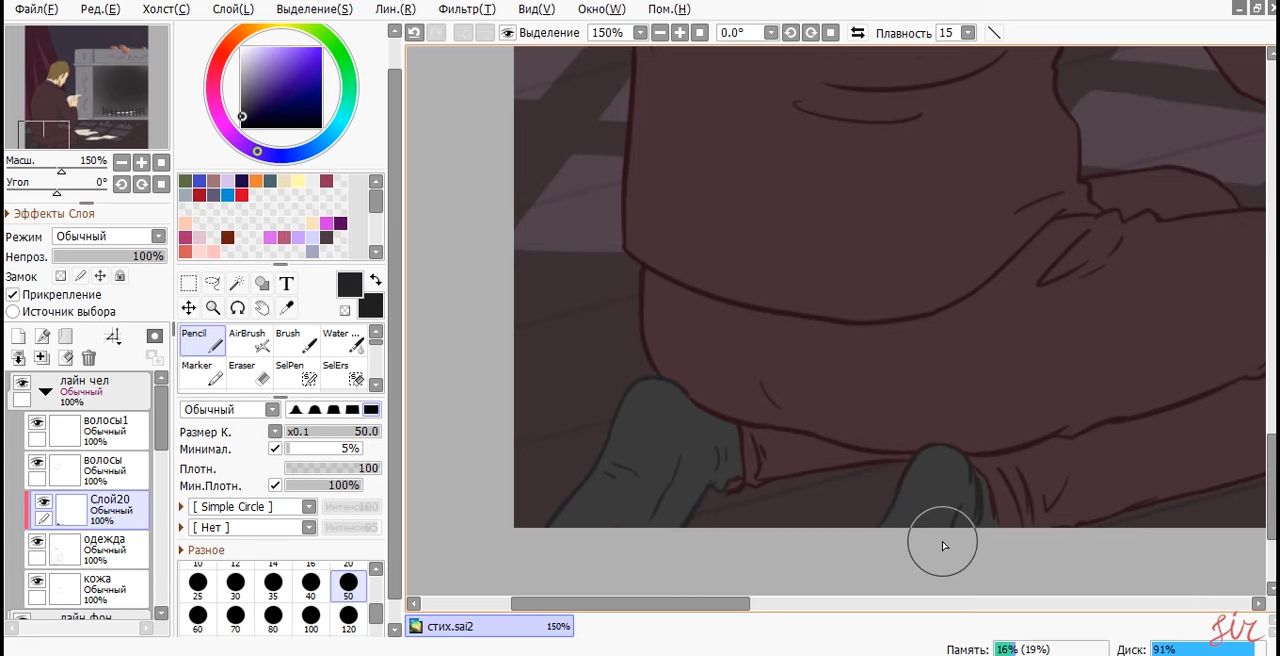 Файл(F) Ред.(E) Холст(C) Слой(L) Выделение(S) Лин.(R) Фильтр(T) Вид(V) Окно(W) Пом.(H)
Выделение 150% 0.0° Плавность 15
Масш. 150%
Угол 0°
Эффекты Слоя
Режим Обычный
Непроз. 100%
Замок
Прикрепление
Источник выбора
лайн чел
Обычный
100%
волосы1
Обычный
100%
волосы
Обычный
100%
Слой20
Обычный
100%
одежда
Обычный
100%
кожа
Обычный
100%
лайн фон
T
Pencil AirBrush Brush Water ...
Marker Eraser SelPen SelErs
Обычный
Размер К. x0.1 50.0
Минимал. 5%
Плотн. 100
Мин.Плотн. 100%
[ Simple Circle ]
[ Нет ]
Разное
10 12 14 16 20
25 30 35 40 50
60 70 80 100 120
стих.sai2 150%
sir
Память: 16% (19%) Диск: 91%